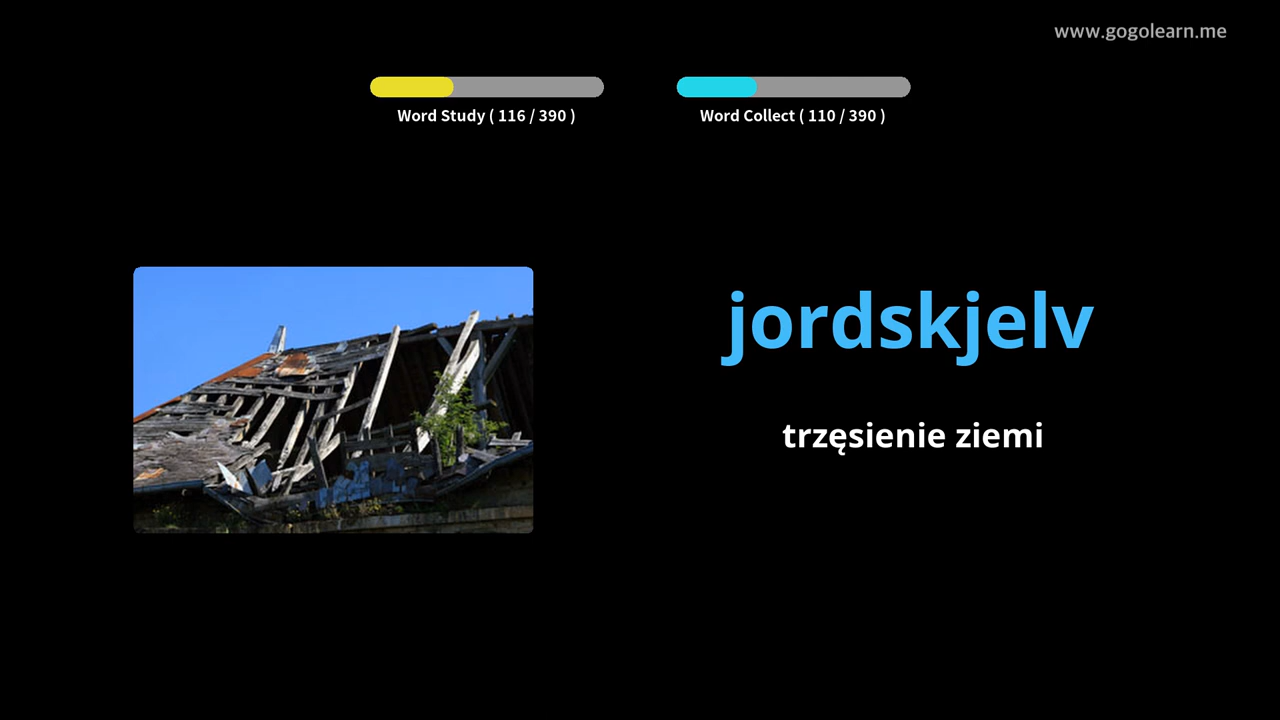 www.gogolearn.me
Word Study ( 116 / 390 )
Word Collect ( 110 / 390 )
jordskjelv
trzęsienie ziemi